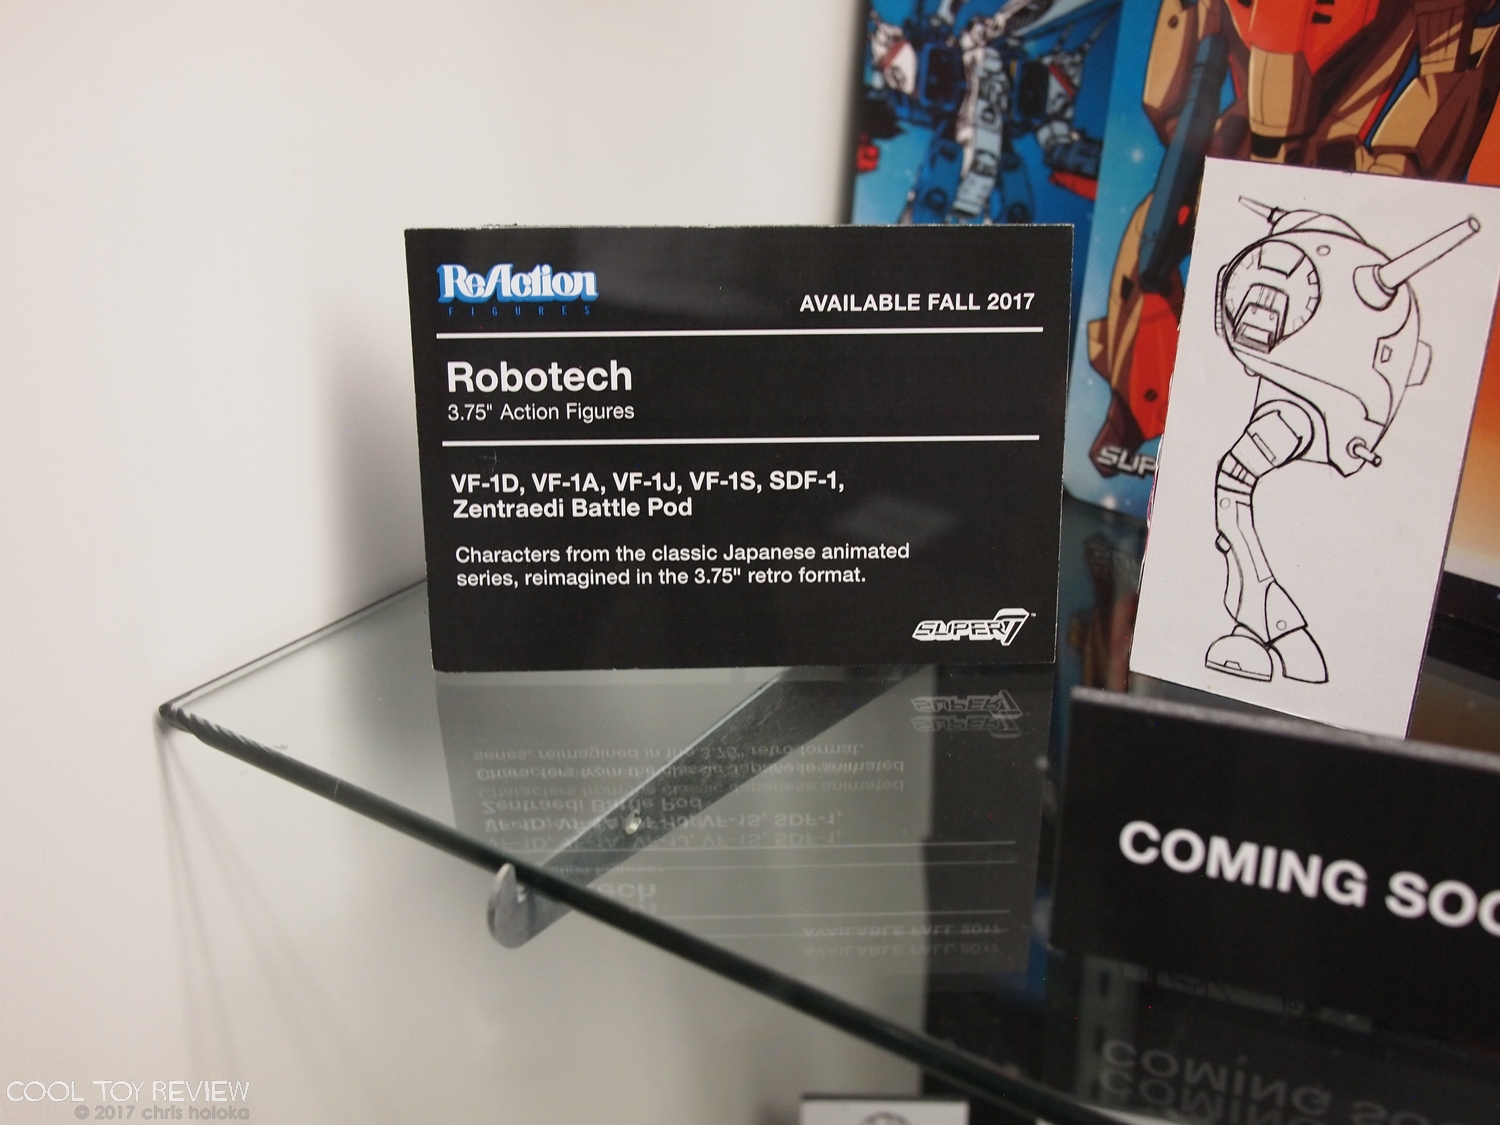 ReAction
FIGURES
AVAILABLE FALL 2017
Robotech
3.75" Action Figures
VF-1D, VF-1A, VF-1J, VF-1S, SDF-1,
Zentraedi Battle Pod
Characters from the classic Japanese animated
series, reimagined in the 3.75" retro format.
SUPER7™
SUP
COMING SOO
COOL TOY REVIEW
© 2017 chris holoka